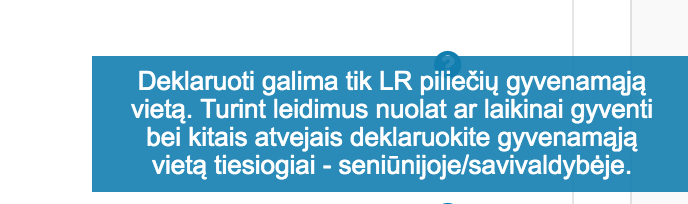 Deklaruoti galima tik LR piliečių gyvenamąją
vietą. Turint leidimus nuolat ar laikinai gyventi
bei kitais atvejais deklaruokite gyvenamąją
vietą tiesiogiai - seniūnijoje/savivaldybėje.